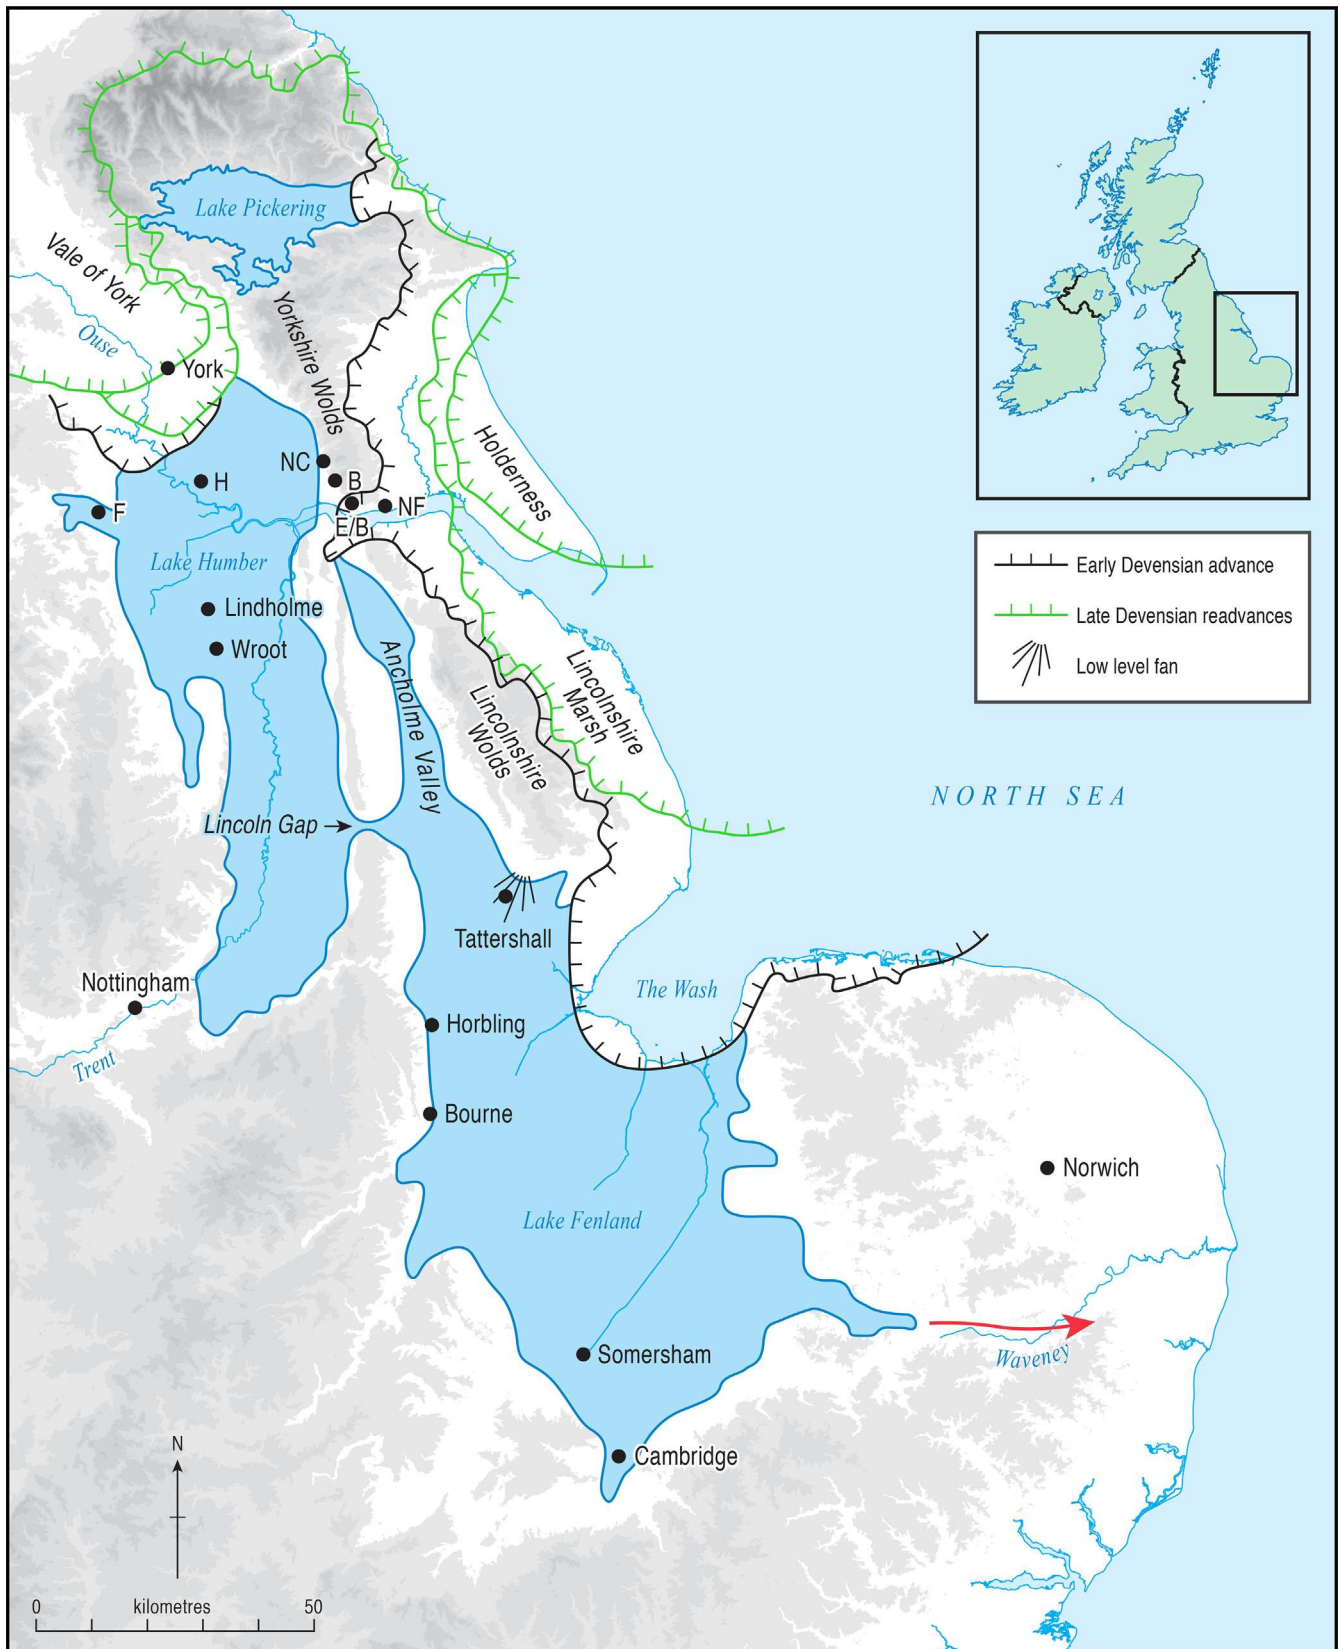 Lake Pickering
Vale of York
Ouse
York
Yorkshire Wolds
Holderness
NC
B
H
NF
F
E/B
Lake Humber
Lindholme
Wroot
Ancholme Valley
Lincolnshire
Wolds
Lincolnshire
Marsh
Lincoln Gap
Tattershall
Nottingham
Trent
Horbling
The Wash
Bourne
Norwich
Lake Fenland
Waveney
Somersham
Cambridge
NORTH SEA
Early Devensian advance
Late Devensian readvances
Low level fan
N
0 kilometres 50